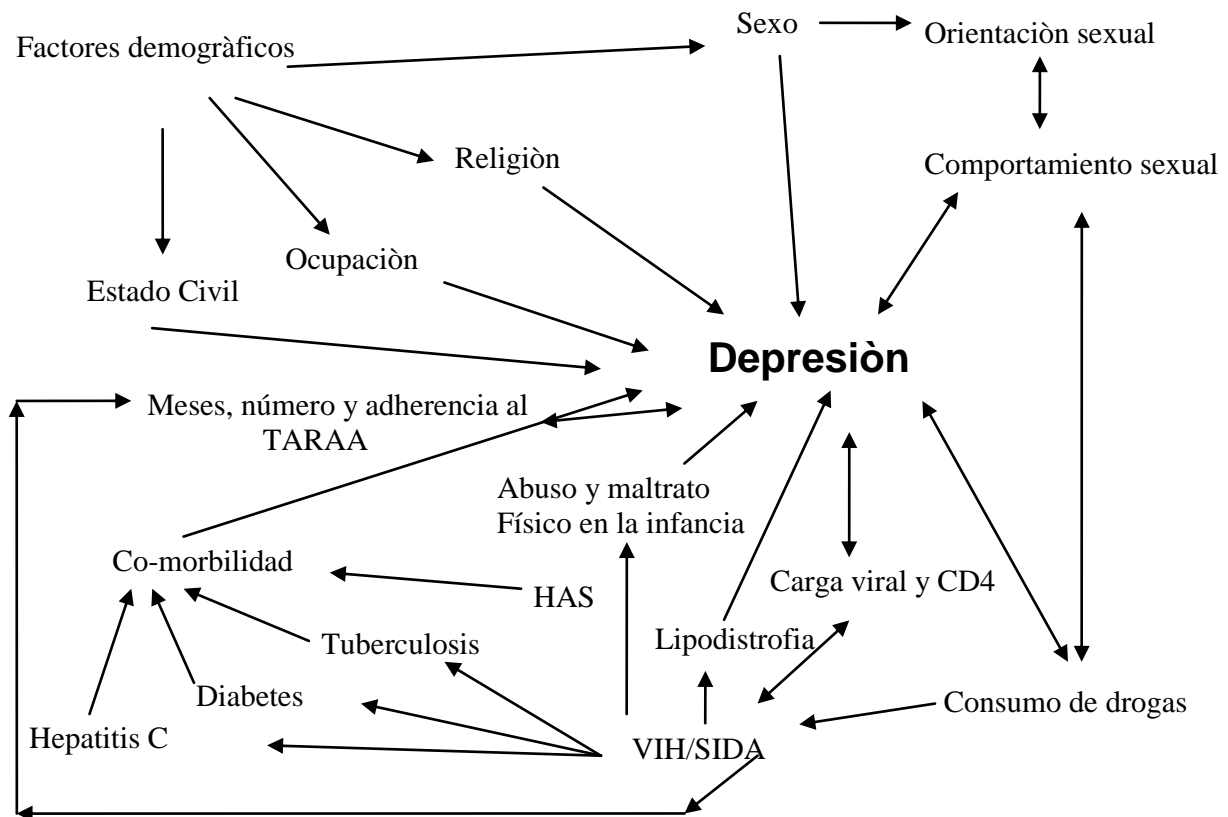 Sexo
Orientaciòn sexual
Factores demogràficos
Religiòn
Comportamiento sexual
Ocupaciòn
Estado Civil
Depresiòn
Meses, número y adherencia al
TARAA
Abuso y maltrato
Físico en la infancia
Co-morbilidad
HAS
Carga viral y CD4
Tuberculosis
Lipodistrofia
Diabetes
Consumo de drogas
Hepatitis C
VIH/SIDA